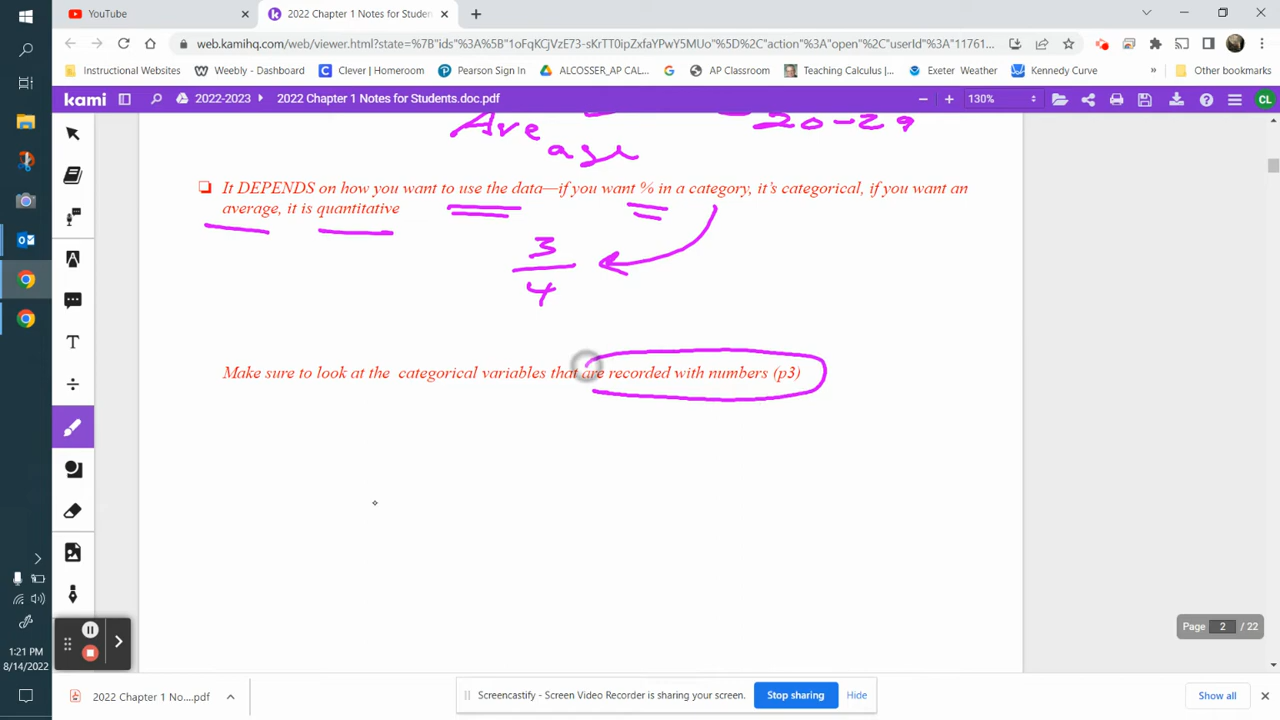 YouTube
2022 Chapter 1 Notes for Studen
web.kamihq.com/web/viewer.html?state=%7B"ids"%3A%5B"1oFqKCjVzE73-sKrTT0ipZxfaYPwY5MUo"%5D%2C"action"%3A"open"%2C"userId"%3A"11761...
Instructional Websites
Weebly - Dashboard
Clever | Homeroom
Pearson Sign In
ALCOSSER_AP CAL...
AP Classroom
Teaching Calculus |...
Exeter Weather
Kennedy Curve
Other bookmarks
kami
2022-2023
2022 Chapter 1 Notes for Students.doc.pdf
130%
CL
Average
20-29
It DEPENDS on how you want to use the data—if you want % in a category, it's categorical, if you want an
average, it is quantitative
3
4
Make sure to look at the categorical variables that are recorded with numbers (p3)
Page 2 / 22
1:21 PM
8/14/2022
2022 Chapter 1 No....pdf
Screencastify - Screen Video Recorder is sharing your screen.
Stop sharing
Hide
Show all